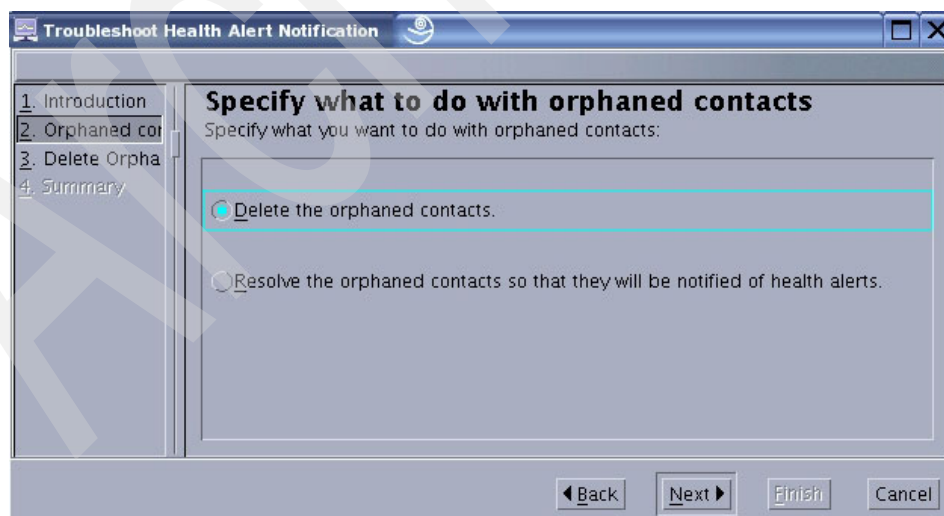 Troubleshoot Health Alert Notification
1. Introduction
2. Orphaned cor
3. Delete Orpha
4. Summary
Specify what to do with orphaned contacts
Specify what you want to do with orphaned contacts:
Delete the orphaned contacts.
Resolve the orphaned contacts so that they will be notified of health alerts.
Back
Next
Finish
Cancel